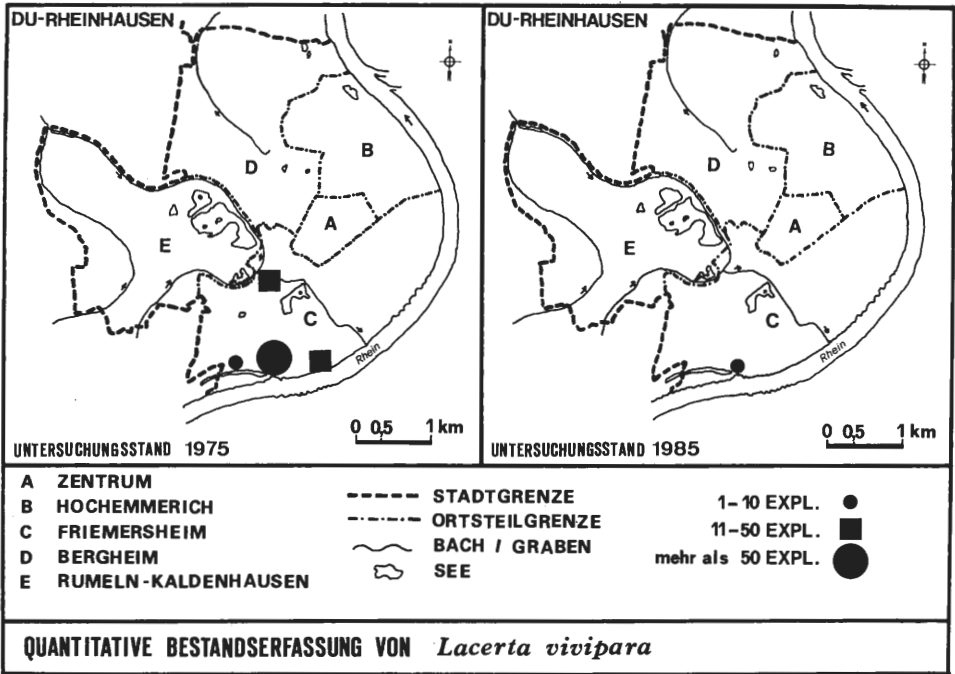 DU-RHEINHAUSEN
N
B
D
A
E
C
Rhein
0 0,5 1 km
UNTERSUCHUNGSSTAND 1975
DU-RHEINHAUSEN
N
B
D
A
E
C
Rhein
0 0,5 1 km
UNTERSUCHUNGSSTAND 1985
A ZENTRUM
B HOCHEMMERICH
C FRIEMERSHEIM
D BERGHEIM
E RUMELN-KALDENHAUSEN
STADTGRENZE
ORTSTEILGRENZE
BACH / GRABEN
SEE
1-10 EXPL.
11-50 EXPL.
mehr als 50 EXPL.
QUANTITATIVE BESTANDSERFASSUNG VON Lacerta vivipara